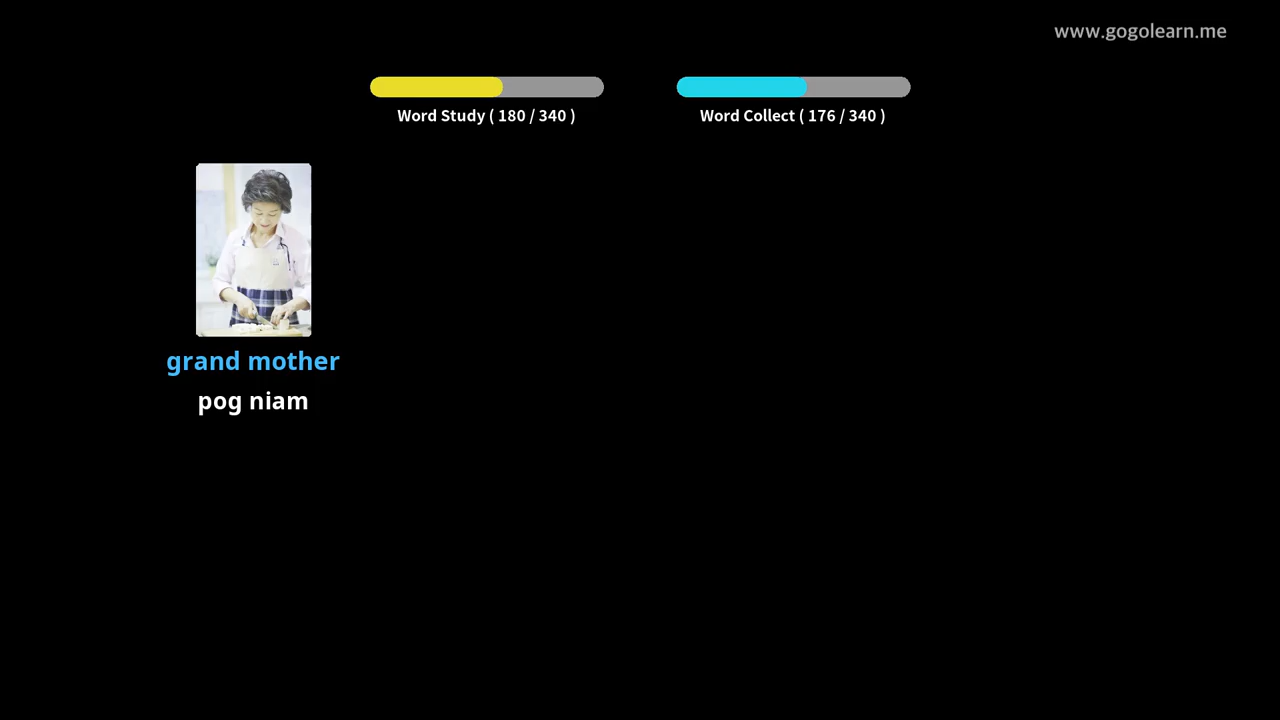 www.gogolearn.me
Word Study ( 180 / 340 )
Word Collect ( 176 / 340 )
grand mother
pog niam